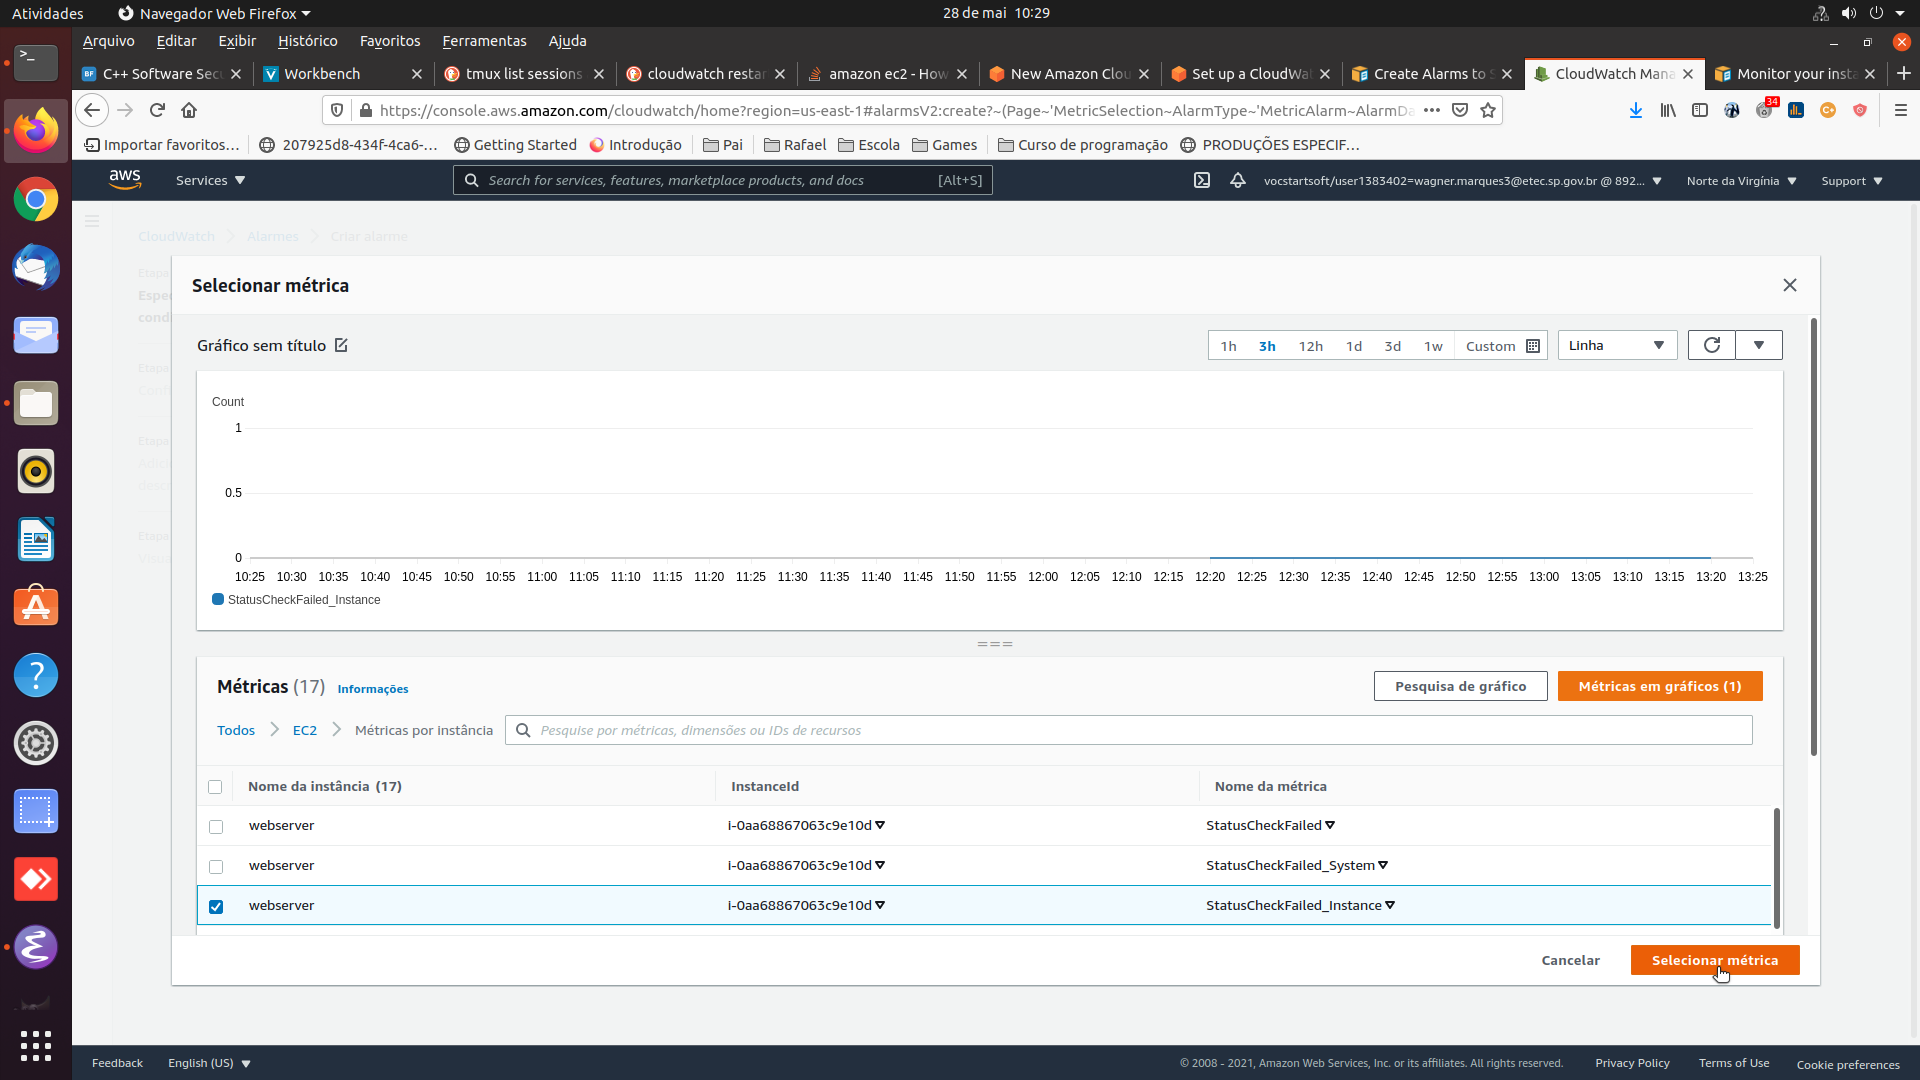 Atividades
Navegador Web Firefox
28 de mai 10:29
Arquivo Editar Exibir Histórico Favoritos Ferramentas Ajuda
C++ Software Secu
Workbench
tmux list sessions
cloudwatch restar
amazon ec2 - How
New Amazon Clou
Set up a CloudWat
Create Alarms to S
CloudWatch Mana
Monitor your insta
https://console.aws.amazon.com/cloudwatch/home?region=us-east-1#alarmsV2:create?~(Page~'MetricSelection~AlarmType~'MetricAlarm~AlarmDa
34
Importar favoritos...
207925d8-434f-4ca6-...
Getting Started
Introdução
Pai
Rafael
Escola
Games
Curso de programação
PRODUÇÕES ESPECIF...
aws
Services
Search for services, features, marketplace products, and docs
[Alt+S]
vocstartsoft/user1383402=wagner.marques3@etec.sp.gov.br @ 892...
Norte da Virgínia
Support
CloudWatch
Alarmes
Criar alarme
Etapa
Espe
condi
Etapa
Confi
Etapa
Adici
descr
Etapa
Selecionar métrica
Gráfico sem título
1h 3h 12h 1d 3d 1w Custom
Linha
Count
1
0.5
0
10:25 10:30 10:35 10:40 10:45 10:50 10:55 11:00 11:05 11:10 11:15 11:20 11:25 11:30 11:35 11:40 11:45 11:50 11:55 12:00 12:05 12:10 12:15 12:20 12:25 12:30 12:35 12:40 12:45 12:50 12:55 13:00 13:05 13:10 13:15 13:20 13:25
StatusCheckFailed_Instance
Métricas (17)
Informações
Pesquisa de gráfico
Métricas em gráficos (1)
Todos
EC2
Métricas por instância
Pesquise por métricas, dimensões ou IDs de recursos
Nome da instância (17) InstanceId Nome da métrica
webserver i-0aa68867063c9e10d StatusCheckFailed
webserver i-0aa68867063c9e10d StatusCheckFailed_System
webserver i-0aa68867063c9e10d StatusCheckFailed_Instance
Cancelar
Selecionar métrica
Feedback
English (US)
© 2008 - 2021, Amazon Web Services, Inc. or its affiliates. All rights reserved.
Privacy Policy
Terms of Use
Cookie preferences